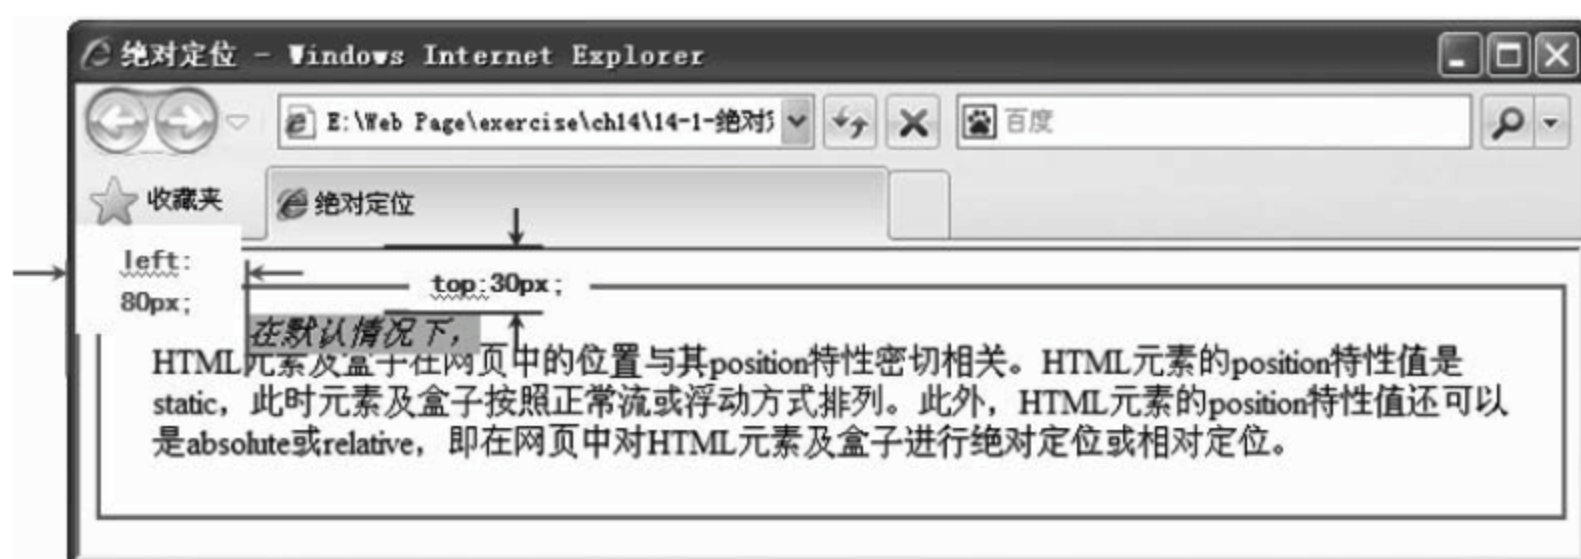 绝对定位 - Windows Internet Explorer
E:\Web Page\exercise\ch14\14-1-绝对
百度
收藏夹
绝对定位
left:
80px;
top:30px;
在默认情况下，
HTML元素及盒子在网页中的位置与其position特性密切相关。HTML元素的position特性值是
static，此时元素及盒子按照正常流或浮动方式排列。此外，HTML元素的position特性值还可以
是absolute或relative，即在网页中对HTML元素及盒子进行绝对定位或相对定位。